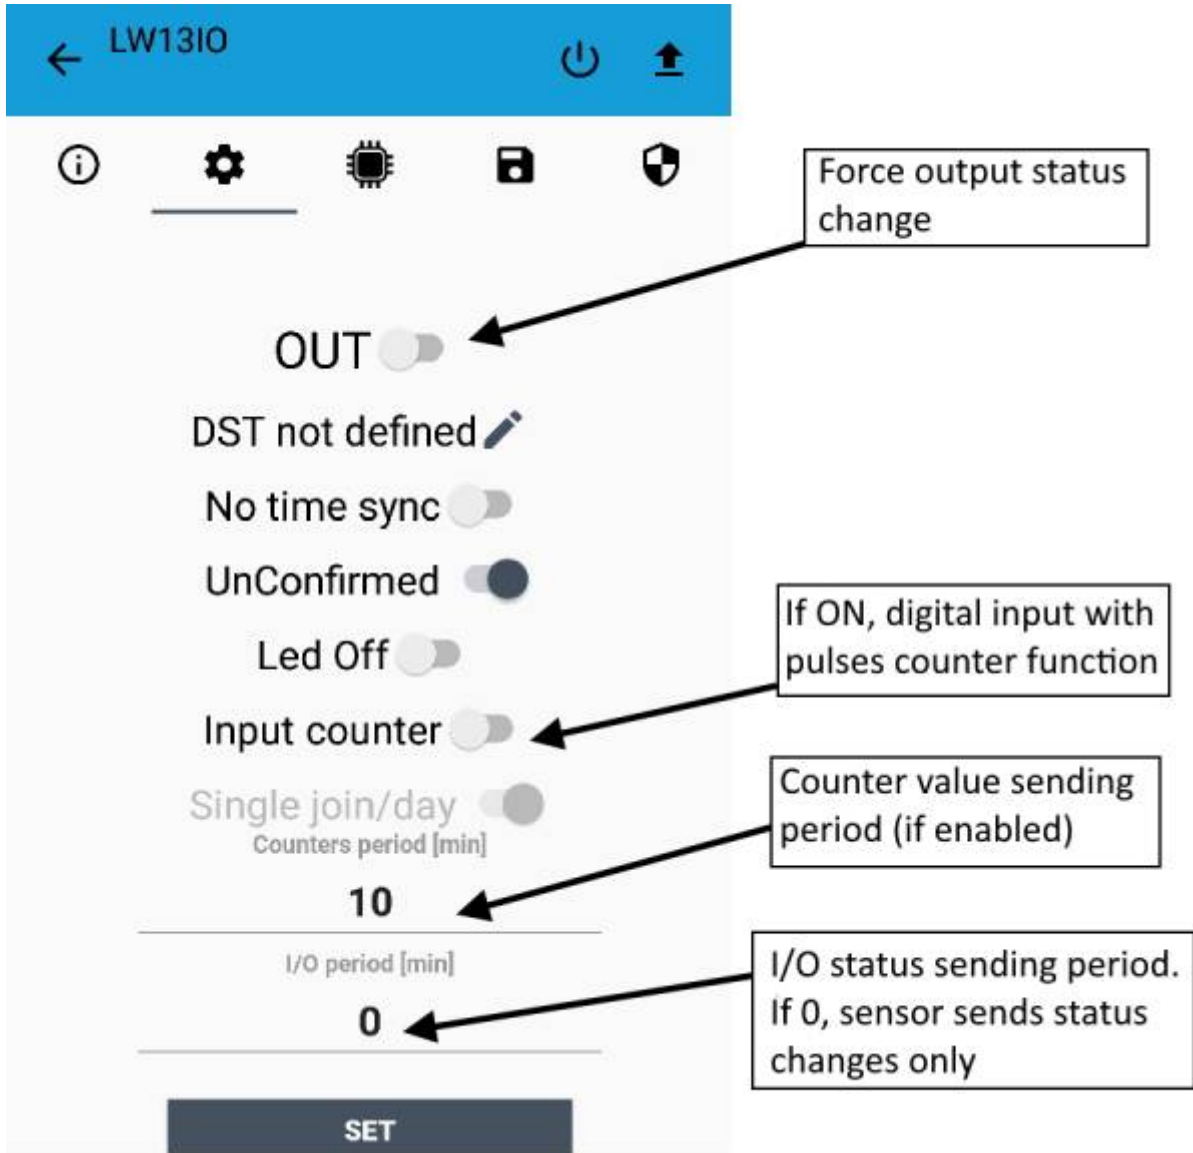 LW13IO
Force output status
change
OUT
DST not defined
No time sync
UnConfirmed
Led Off
If ON, digital input with
pulses counter function
Input counter
Single join/day
Counter value sending
period (if enabled)
Counters period [min]
10
I/O period [min]
0
I/O status sending period.
If 0, sensor sends status
changes only
SET